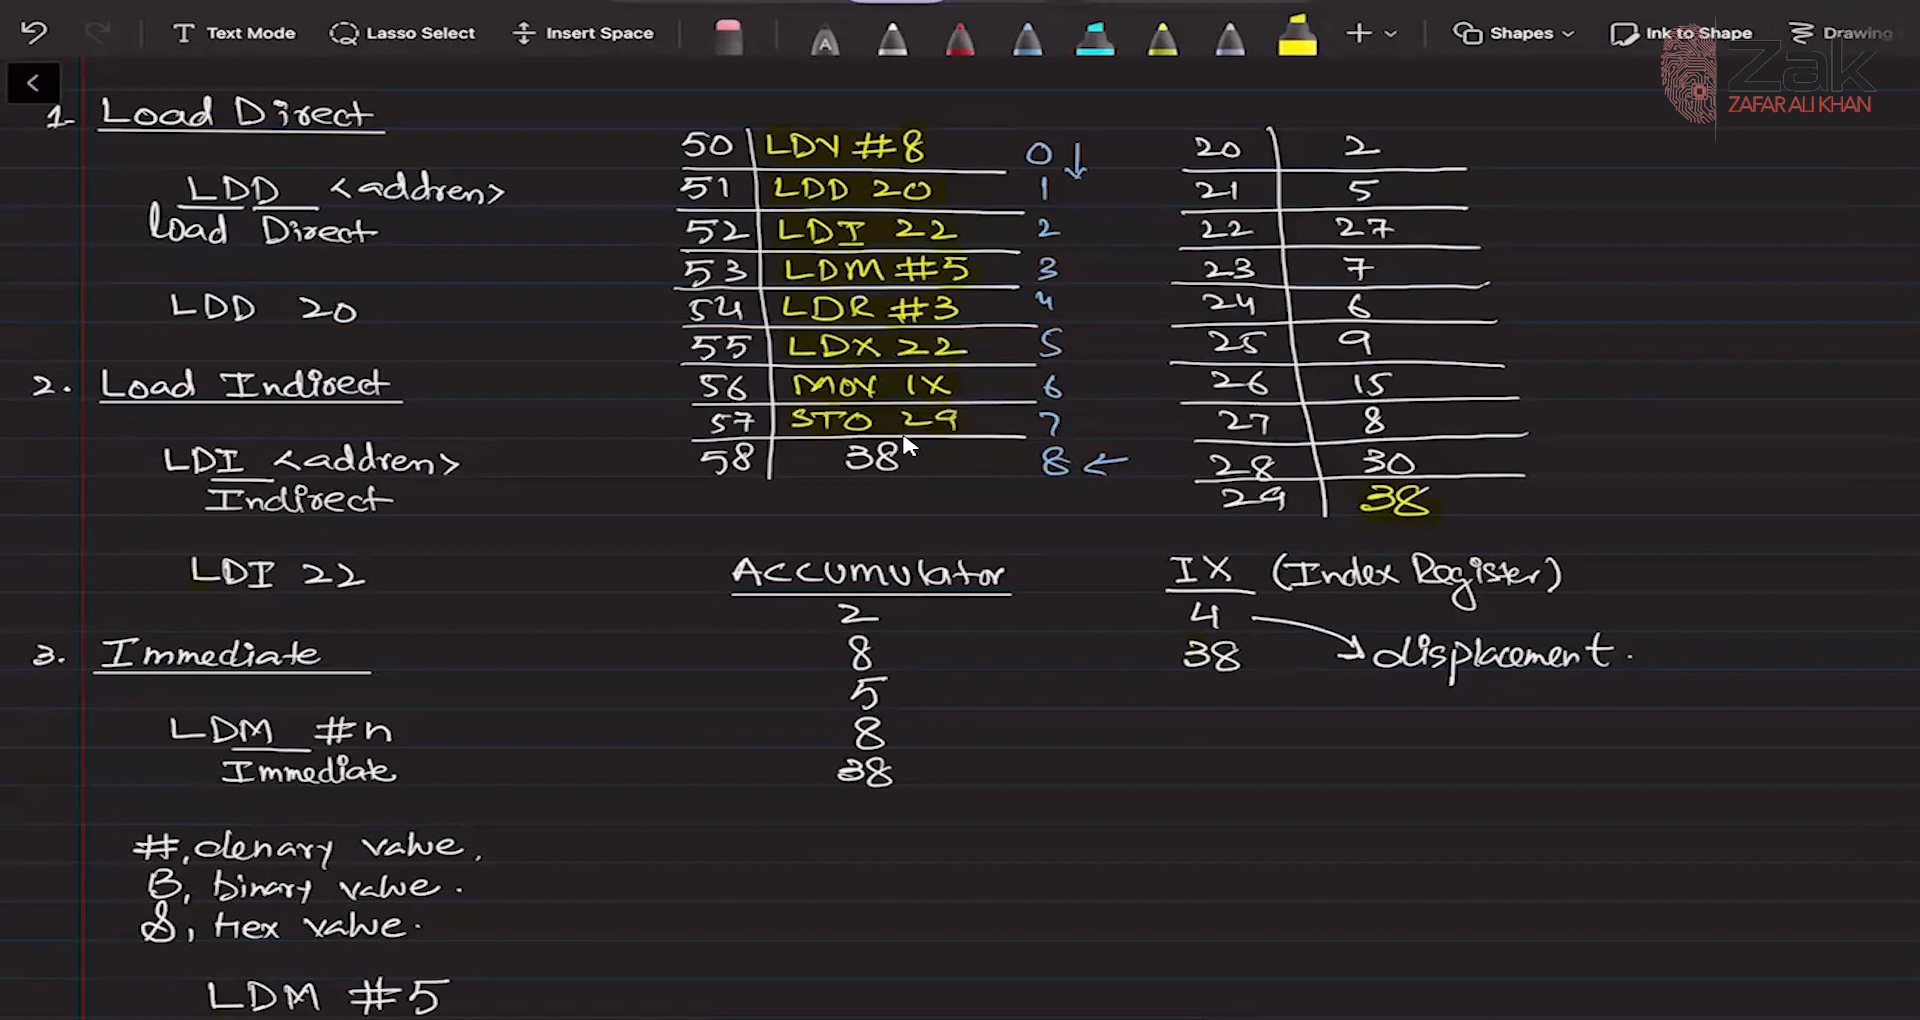 Text Mode Lasso Select Insert Space Shapes Ink to Shape Drawing
Zak
ZAFAR ALI KHAN
1. Load Direct
LDD <address>
Load Direct
LDD 20
2. Load Indirect
LDI <address>
Indirect
LDI 22
3. Immediate
LDM #n
Immediate
#, denary value.
B, binary value.
&, Hex value.
LDM #5
50 LDV #8 0 ↓
51 LDD 20 1
52 LDI 22 2
53 LDM #5 3
54 LDR #3 4
55 LDX 22 5
56 MOV IX 6
57 STO 29 7
58 38 8 ←
20 2
21 5
22 27
23 7
24 6
25 9
26 15
27 8
28 30
29 38
Accumulator
2
8
5
8
38
IX (Index Register)
4
38 displacement.